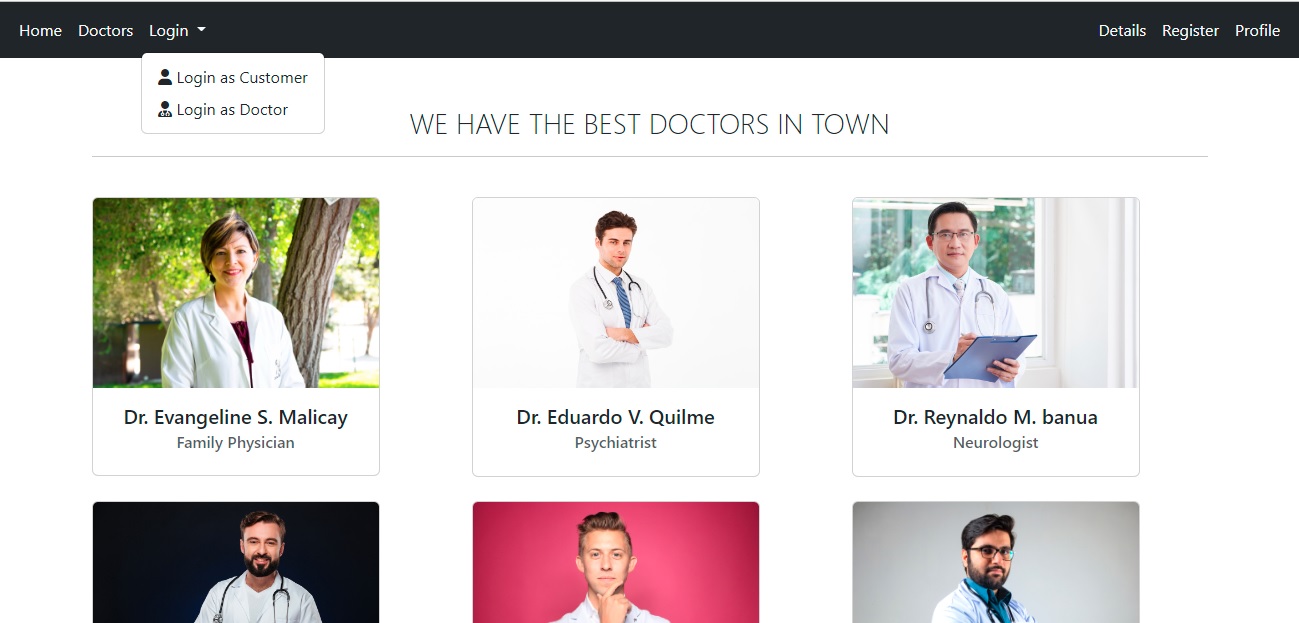 Home Doctors Login Details Register Profile
Login as Customer
Login as Doctor
WE HAVE THE BEST DOCTORS IN TOWN
Dr. Evangeline S. Malicay
Family Physician
Dr. Eduardo V. Quilme
Psychiatrist
Dr. Reynaldo M. banua
Neurologist